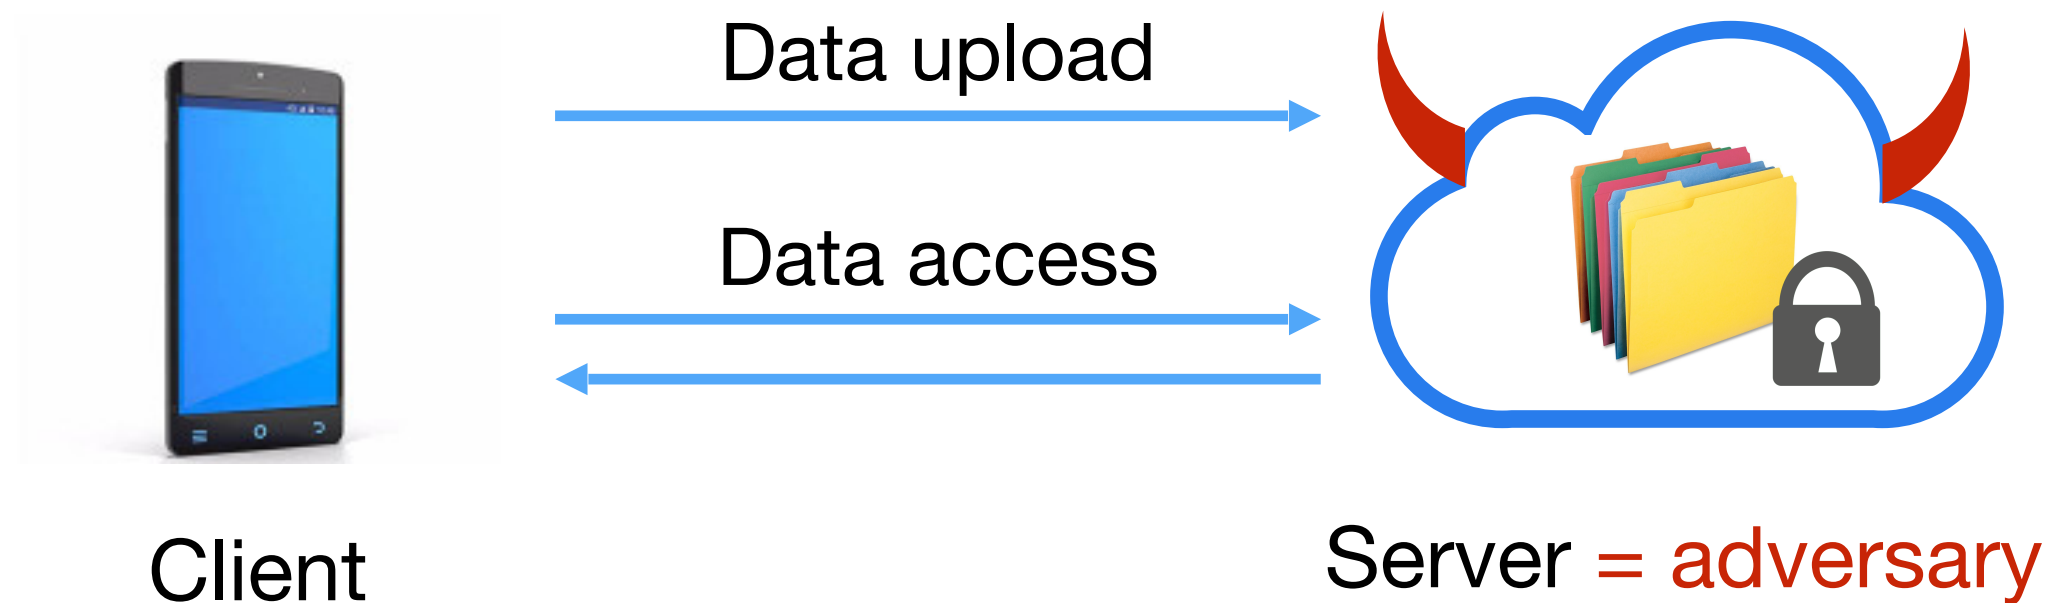 Data upload
Data access
Client
Server = adversary